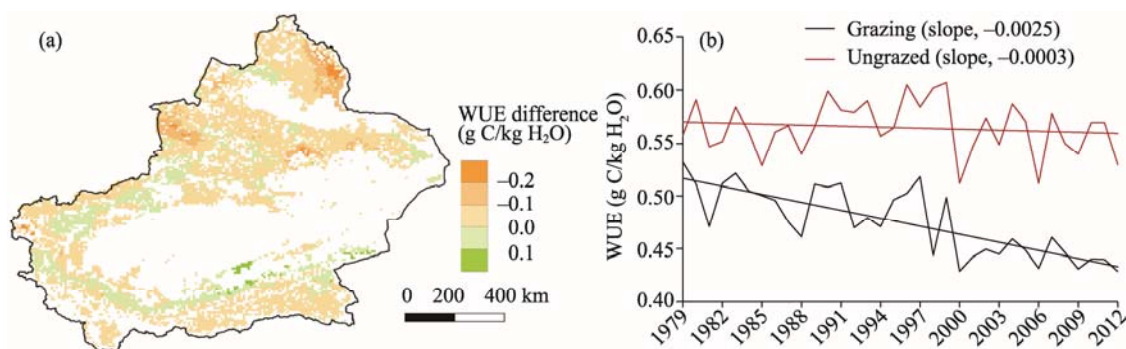 (a)
WUE difference
(g C/kg H₂O)
–0.2
–0.1
0.0
0.1
0 200 400 km
(b)
Grazing (slope, –0.0025)
Ungrazed (slope, –0.0003)
WUE (g C/kg H₂O)
0.65
0.60
0.55
0.50
0.45
0.40
1979 1982 1985 1988 1991 1994 1997 2000 2003 2006 2009 2012